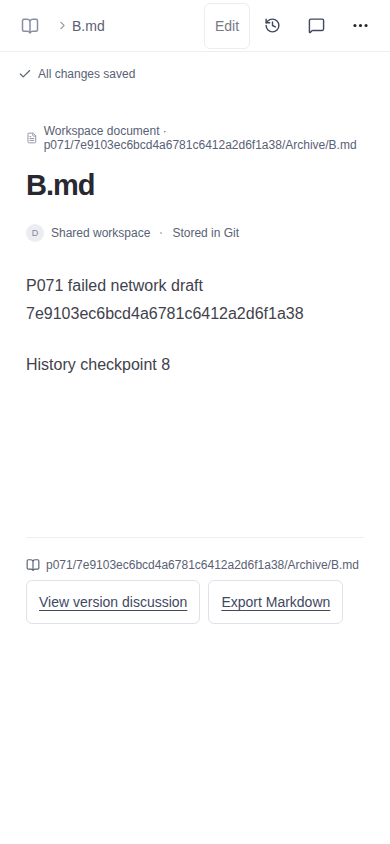 B.md
Edit
All changes saved
Workspace document ·
p071/7e9103ec6bcd4a6781c6412a2d6f1a38/Archive/B.md
B.md
D Shared workspace · Stored in Git
P071 failed network draft
7e9103ec6bcd4a6781c6412a2d6f1a38
History checkpoint 8
p071/7e9103ec6bcd4a6781c6412a2d6f1a38/Archive/B.md
View version discussion
Export Markdown